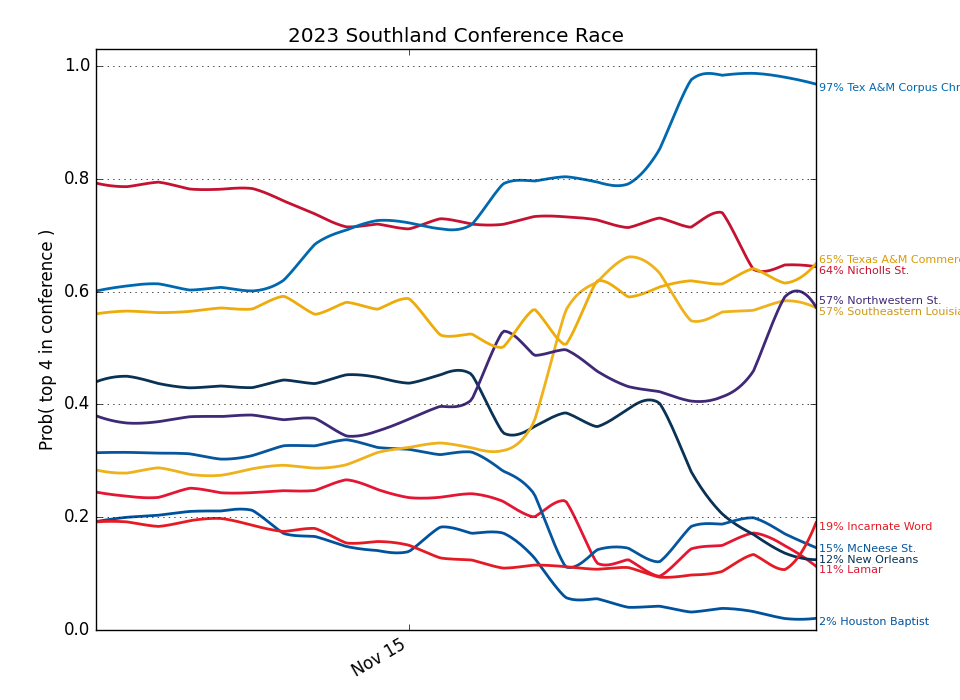 2023 Southland Conference Race
Prob( top 4 in conference )
1.0
0.8
0.6
0.4
0.2
0.0
Nov 15
97% Tex A&M Corpus Chr
65% Texas A&M Commerce
64% Nicholls St.
57% Northwestern St.
57% Southeastern Louisia
19% Incarnate Word
15% McNeese St.
12% New Orleans
11% Lamar
2% Houston Baptist